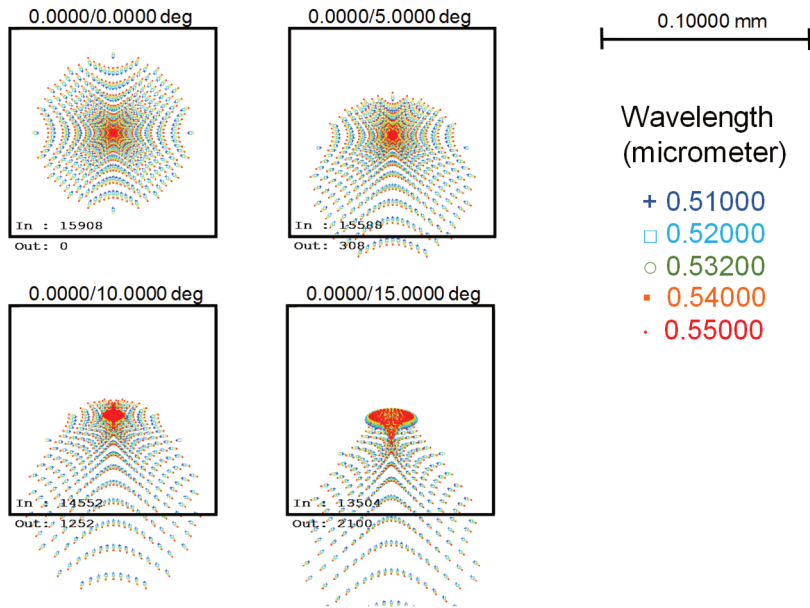 0.0000/0.0000 deg
In : 15908
Out: 0
0.0000/5.0000 deg
In : 15588
Out: 308
0.10000 mm
Wavelength
(micrometer)
+ 0.51000
□ 0.52000
○ 0.53200
▪ 0.54000
· 0.55000
0.0000/10.0000 deg
In : 14552
Out: 1252
0.0000/15.0000 deg
In : 13504
Out: 2100